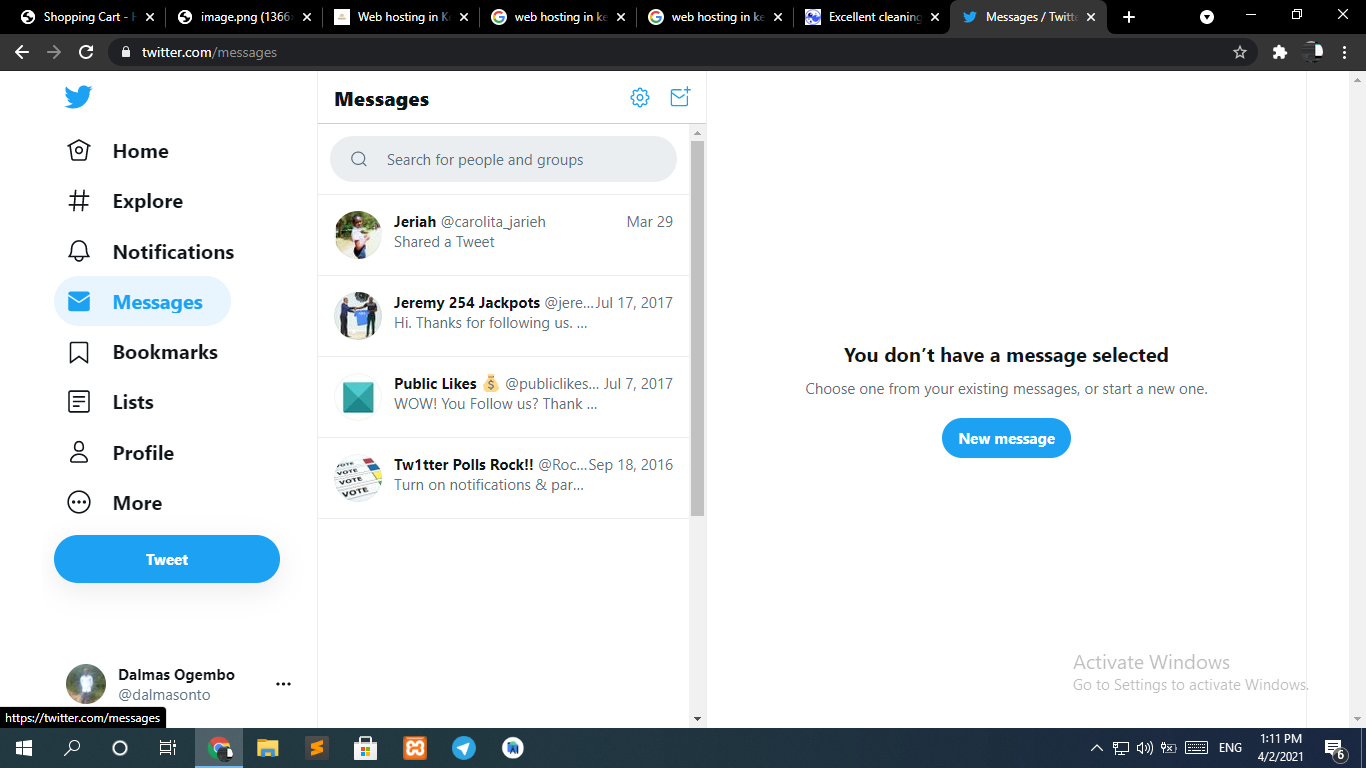 Shopping Cart - H
image.png (1366
Web hosting in K
web hosting in ke
web hosting in ke
Excellent cleaning
Messages / Twitt
twitter.com/messages
Home
Explore
Notifications
Messages
Bookmarks
Lists
Profile
More
Tweet
Dalmas Ogembo
@dalmasonto
https://twitter.com/messages
Messages
Search for people and groups
Jeriah @carolita_jarieh Mar 29
Shared a Tweet
Jeremy 254 Jackpots @jere... Jul 17, 2017
Hi. Thanks for following us. ...
Public Likes 💰 @publiclikes... Jul 7, 2017
WOW! You Follow us? Thank ...
VOTE
VOTE
VOTE
VOTE
Tw1tter Polls Rock!! @Roc... Sep 18, 2016
Turn on notifications & par...
You don’t have a message selected
Choose one from your existing messages, or start a new one.
New message
Activate Windows
Go to Settings to activate Windows.
ENG
1:11 PM
4/2/2021
6